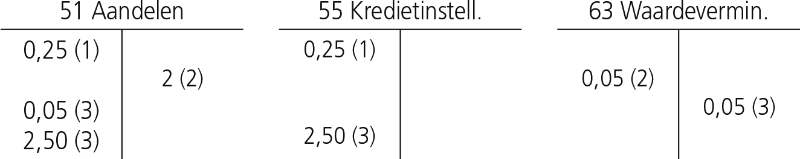 51 Aandelen 55 Kredietinstell. 63 Waardevermin.
0,25 (1) 0,25 (1)
2 (2) 0,05 (2)
0,05 (3) 0,05 (3)
2,50 (3) 2,50 (3)